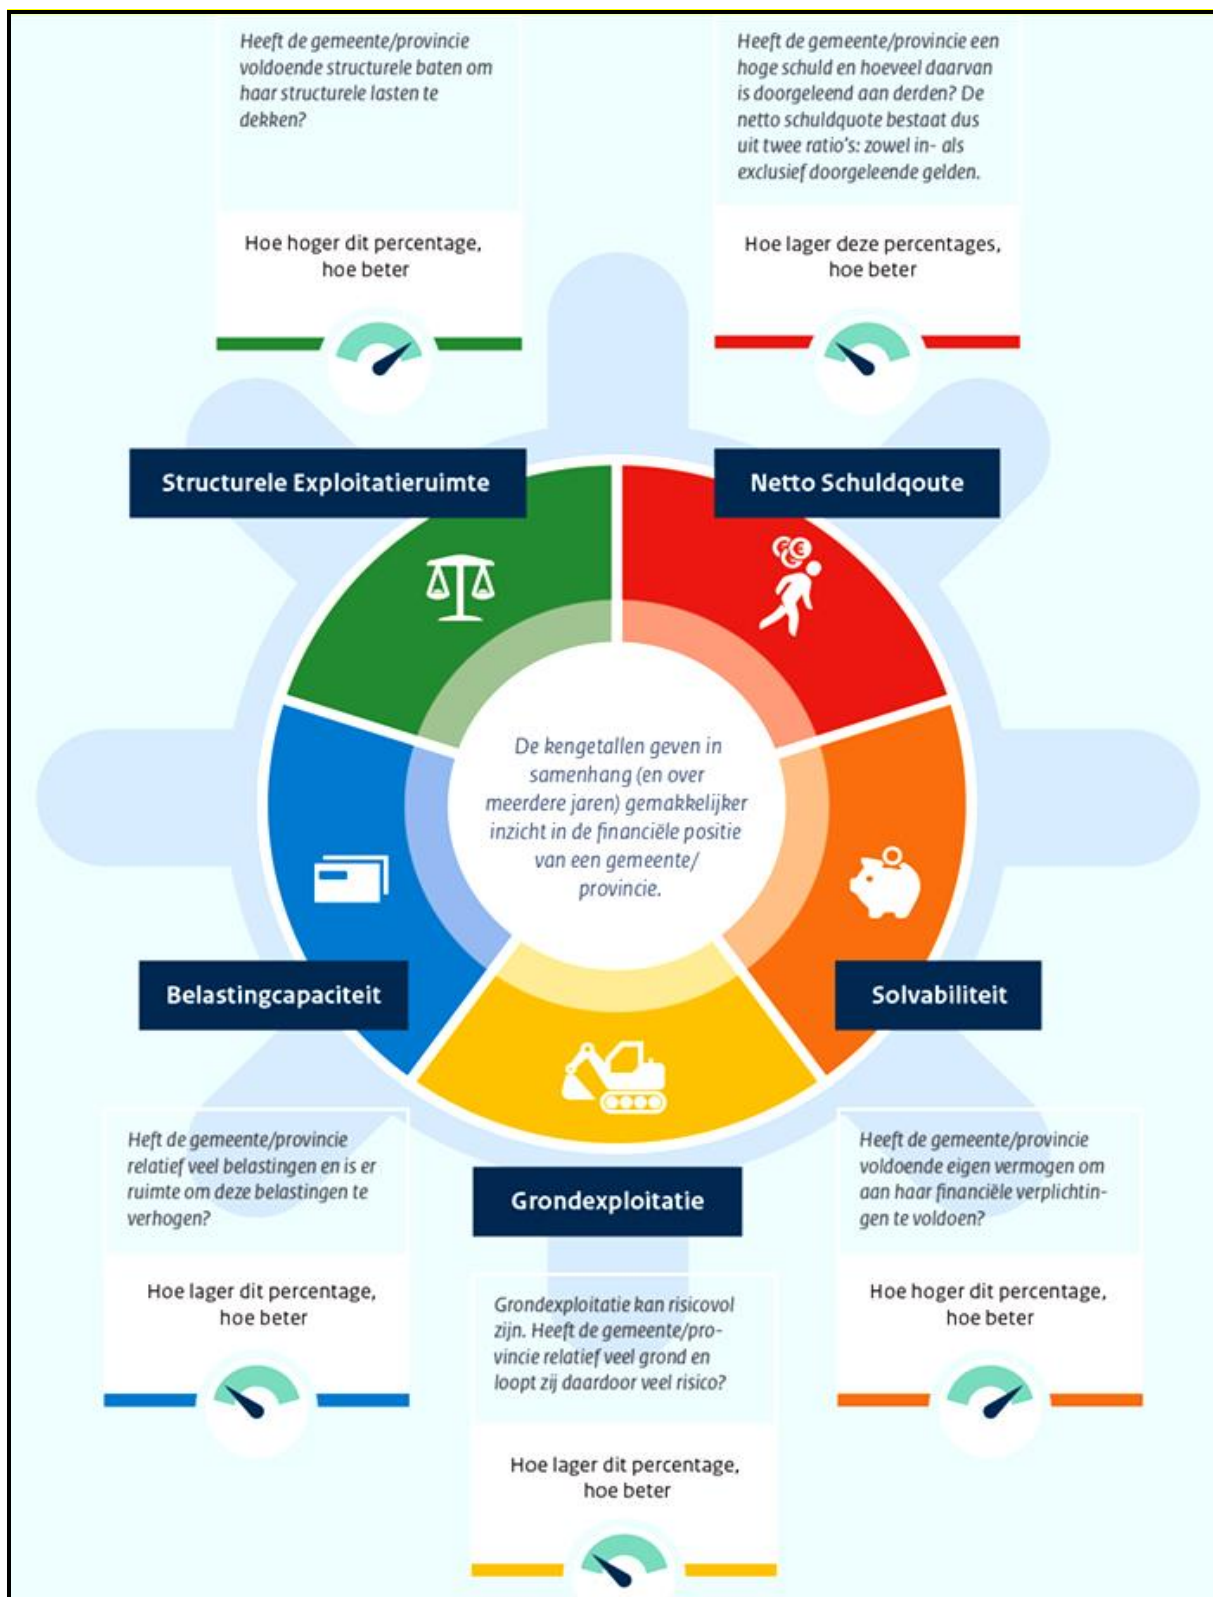 Heeft de gemeente/provincie
voldoende structurele baten om
haar structurele lasten te
dekken?
Hoe hoger dit percentage,
hoe beter
Heeft de gemeente/provincie een
hoge schuld en hoeveel daarvan
is doorgeleend aan derden? De
netto schuldquote bestaat dus
uit twee ratio's: zowel in- als
exclusief doorgeleende gelden.
Hoe lager deze percentages,
hoe beter
Structurele Exploitatieruimte
Netto Schuldqoute
De kengetallen geven in
samenhang (en over
meerdere jaren) gemakkelijker
inzicht in de financiële positie
van een gemeente/
provincie.
Belastingcapaciteit
Solvabiliteit
Heft de gemeente/provincie
relatief veel belastingen en is er
ruimte om deze belastingen te
verhogen?
Hoe lager dit percentage,
hoe beter
Grondexploitatie
Grondexploitatie kan risicovol
zijn. Heeft de gemeente/pro-
vincie relatief veel grond en
loopt zij daardoor veel risico?
Hoe lager dit percentage,
hoe beter
Heeft de gemeente/provincie
voldoende eigen vermogen om
aan haar financiële verplichtin-
gen te voldoen?
Hoe hoger dit percentage,
hoe beter